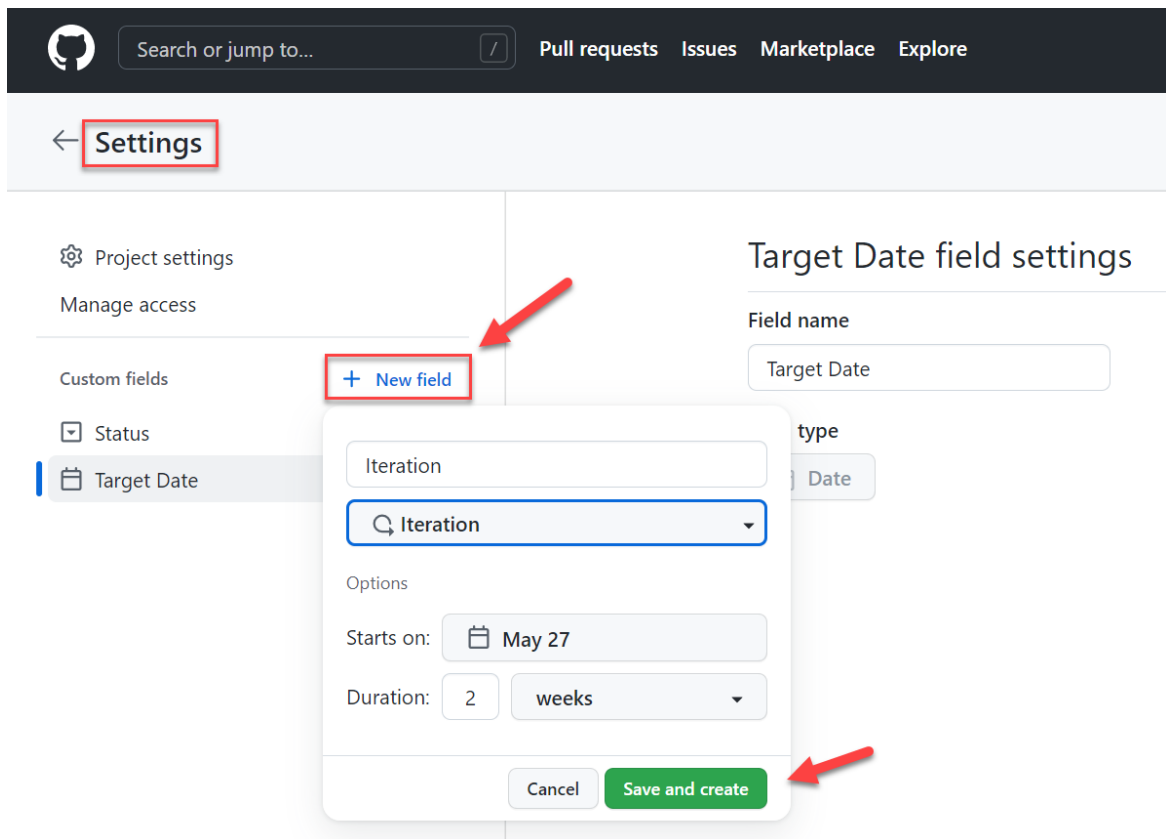 Search or jump to... / Pull requests Issues Marketplace Explore
Settings
Project settings
Manage access
Custom fields
+ New field
Status
Target Date
Iteration
Iteration
Options
Starts on: May 27
Duration: 2 weeks
Cancel Save and create
Target Date field settings
Field name
Target Date
type
Date